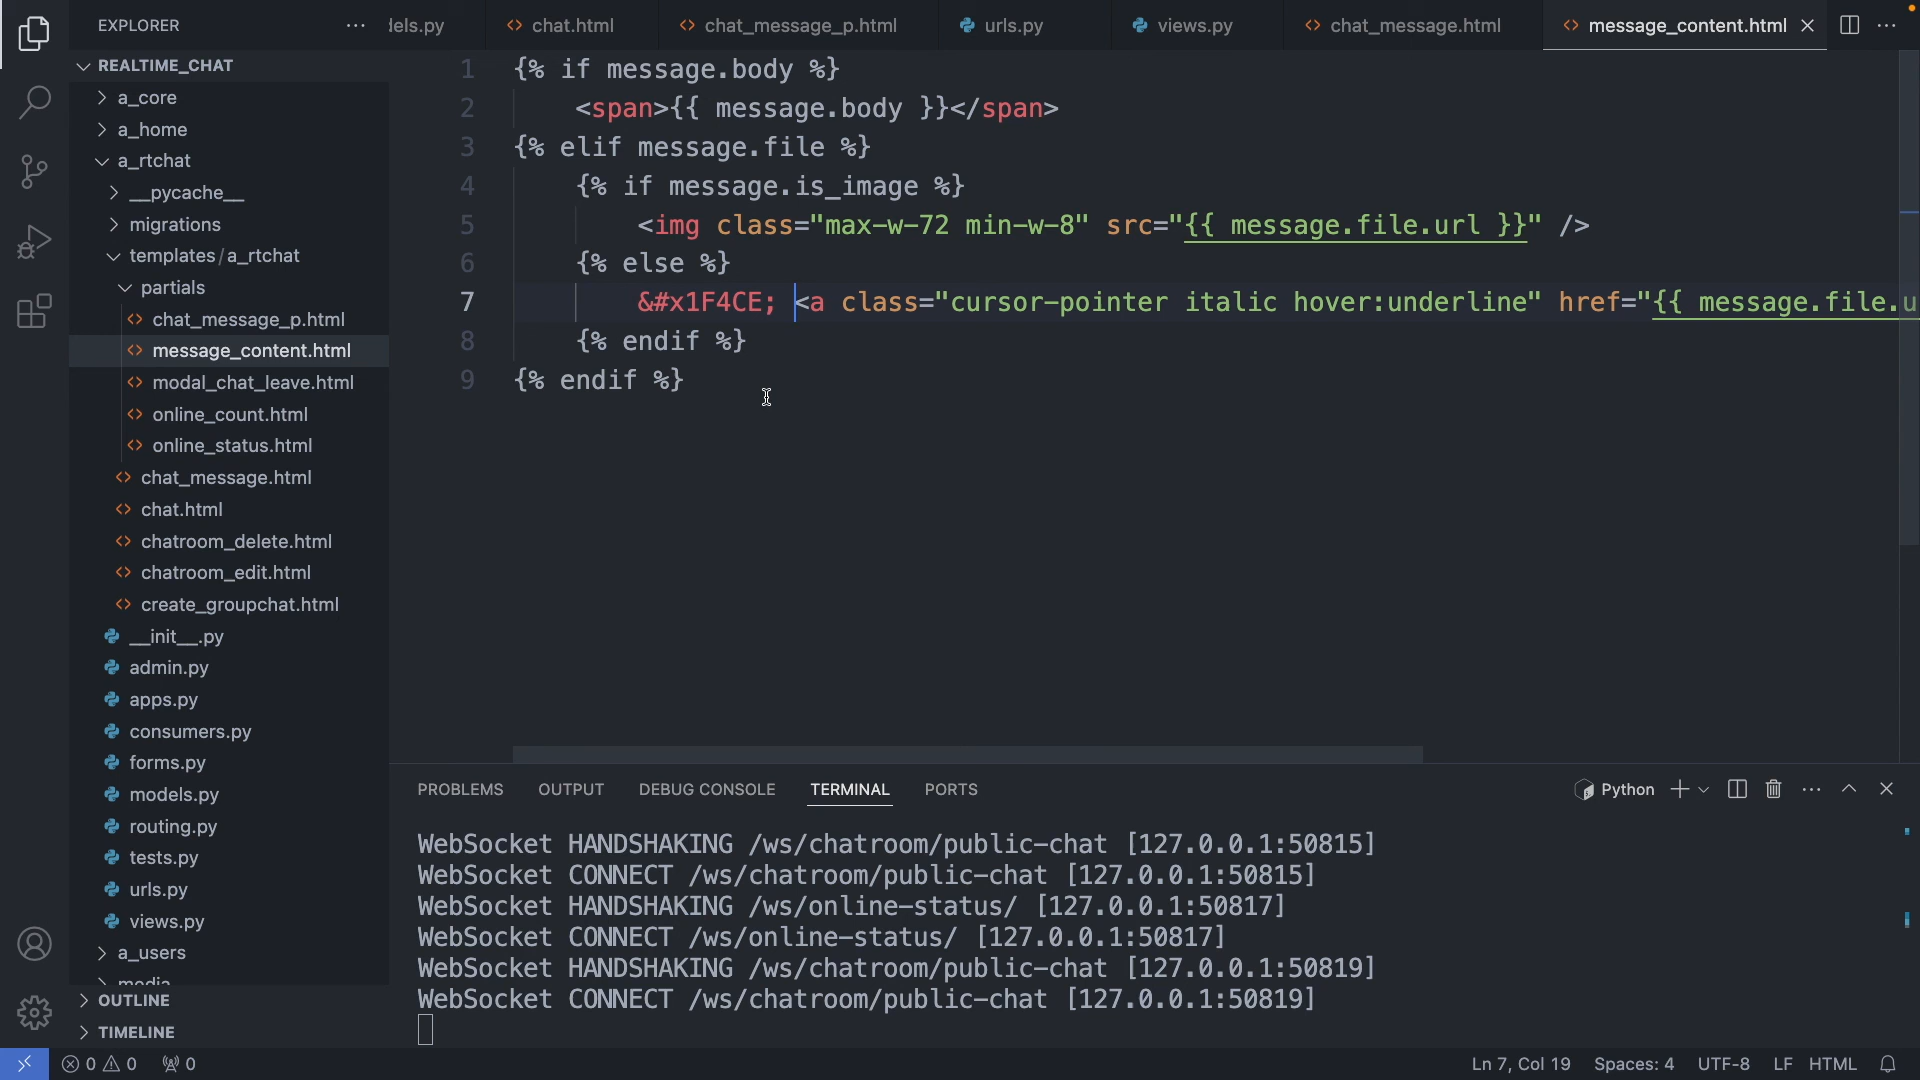 EXPLORER
dels.py
chat.html
chat_message_p.html
urls.py
views.py
chat_message.html
message_content.html
REALTIME_CHAT
a_core
a_home
a_rtchat
__pycache__
migrations
templates/a_rtchat
partials
chat_message_p.html
message_content.html
modal_chat_leave.html
online_count.html
online_status.html
chat_message.html
chat.html
chatroom_delete.html
chatroom_edit.html
create_groupchat.html
__init__.py
admin.py
apps.py
consumers.py
forms.py
models.py
routing.py
tests.py
urls.py
views.py
a_users
media
OUTLINE
TIMELINE
1 {% if message.body %}
2 <span>{{ message.body }}</span>
3 {% elif message.file %}
4 {% if message.is_image %}
5 <img class="max-w-72 min-w-8" src="{{ message.file.url }}" />
6 {% else %}
7 &#x1F4CE; <a class="cursor-pointer italic hover:underline" href="{{ message.file.u
8 {% endif %}
9 {% endif %}
PROBLEMS OUTPUT DEBUG CONSOLE TERMINAL PORTS
Python
WebSocket HANDSHAKING /ws/chatroom/public-chat [127.0.0.1:50815]
WebSocket CONNECT /ws/chatroom/public-chat [127.0.0.1:50815]
WebSocket HANDSHAKING /ws/online-status/ [127.0.0.1:50817]
WebSocket CONNECT /ws/online-status/ [127.0.0.1:50817]
WebSocket HANDSHAKING /ws/chatroom/public-chat [127.0.0.1:50819]
WebSocket CONNECT /ws/chatroom/public-chat [127.0.0.1:50819]
0 0 0 Ln 7, Col 19 Spaces: 4 UTF-8 LF HTML